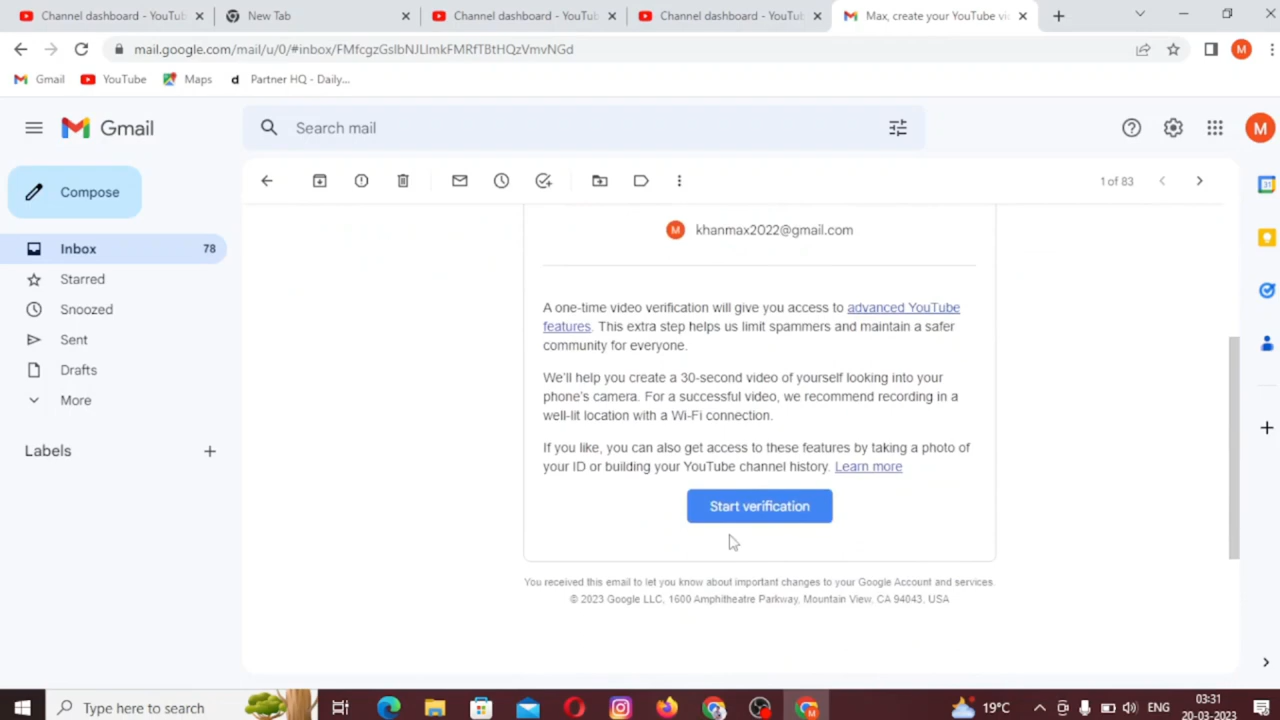 Channel dashboard - YouTub
New Tab
Channel dashboard - YouTub
Channel dashboard - YouTub
Max, create your YouTube vi
mail.google.com/mail/u/0/#inbox/FMfcgzGslbNJLlmkFMRfTBtHQzVmvNGd
M
Gmail
YouTube
Maps
d Partner HQ - Daily...
Gmail
Search mail
M
Compose
1 of 83
Inbox 78
Starred
Snoozed
Sent
Drafts
More
Labels
M khanmax2022@gmail.com
A one-time video verification will give you access to advanced YouTube
features. This extra step helps us limit spammers and maintain a safer
community for everyone.
We'll help you create a 30-second video of yourself looking into your
phone's camera. For a successful video, we recommend recording in a
well-lit location with a Wi-Fi connection.
If you like, you can also get access to these features by taking a photo of
your ID or building your YouTube channel history. Learn more
Start verification
You received this email to let you know about important changes to your Google Account and services.
© 2023 Google LLC, 1600 Amphitheatre Parkway, Mountain View, CA 94043, USA
Type here to search
19°C
ENG
03:31
20-03-2023